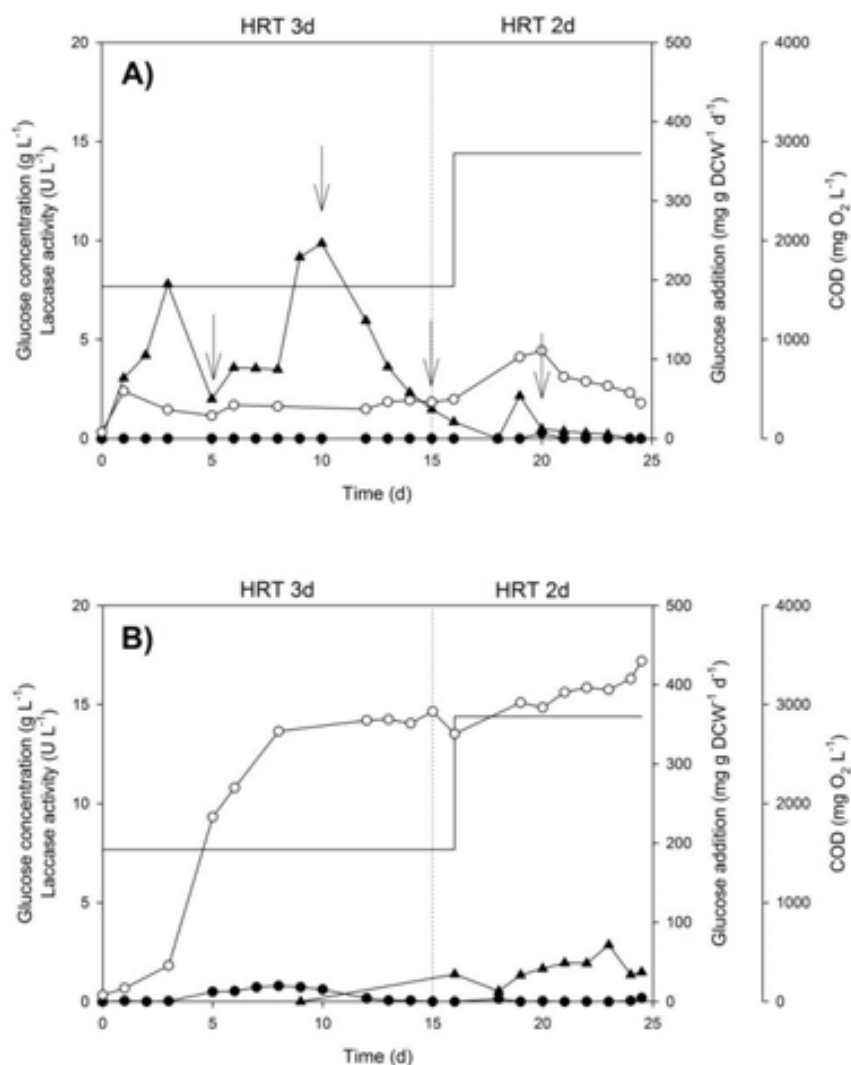 HRT 3d HRT 2d
A)
20
15
10
5
0
500
400
300
200
100
0
4000
3000
2000
1000
0
Glucose concentration (g L⁻¹)
Laccase activity (U L⁻¹)
Glucose addition (mg g DCW⁻¹ d⁻¹)
COD (mg O₂ L⁻¹)
0 5 10 15 20 25
Time (d)
HRT 3d HRT 2d
B)
20
15
10
5
0
500
400
300
200
100
0
4000
3000
2000
1000
0
Glucose concentration (g L⁻¹)
Laccase activity (U L⁻¹)
Glucose addition (mg g DCW⁻¹ d⁻¹)
COD (mg O₂ L⁻¹)
0 5 10 15 20 25
Time (d)